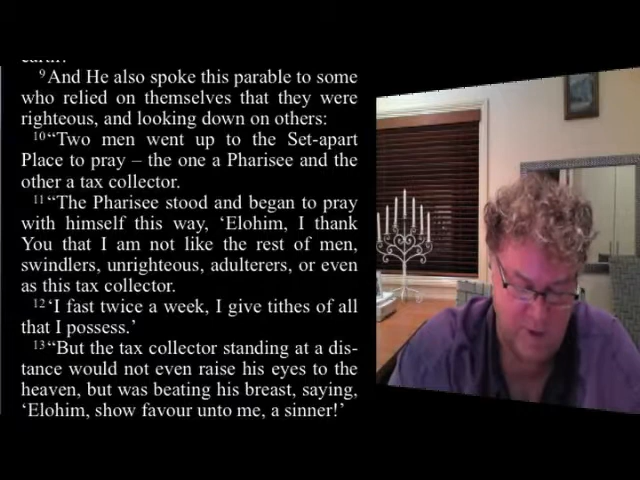 earth?
⁹And He also spoke this parable to some
who relied on themselves that they were
righteous, and looking down on others:
¹⁰“Two men went up to the Set-apart
Place to pray – the one a Pharisee and the
other a tax collector.
¹¹“The Pharisee stood and began to pray
with himself this way, ‘Elohim, I thank
You that I am not like the rest of men,
swindlers, unrighteous, adulterers, or even
as this tax collector.
¹²‘I fast twice a week, I give tithes of all
that I possess.’
¹³“But the tax collector standing at a dis-
tance would not even raise his eyes to the
heaven, but was beating his breast, saying,
‘Elohim, show favour unto me, a sinner!’